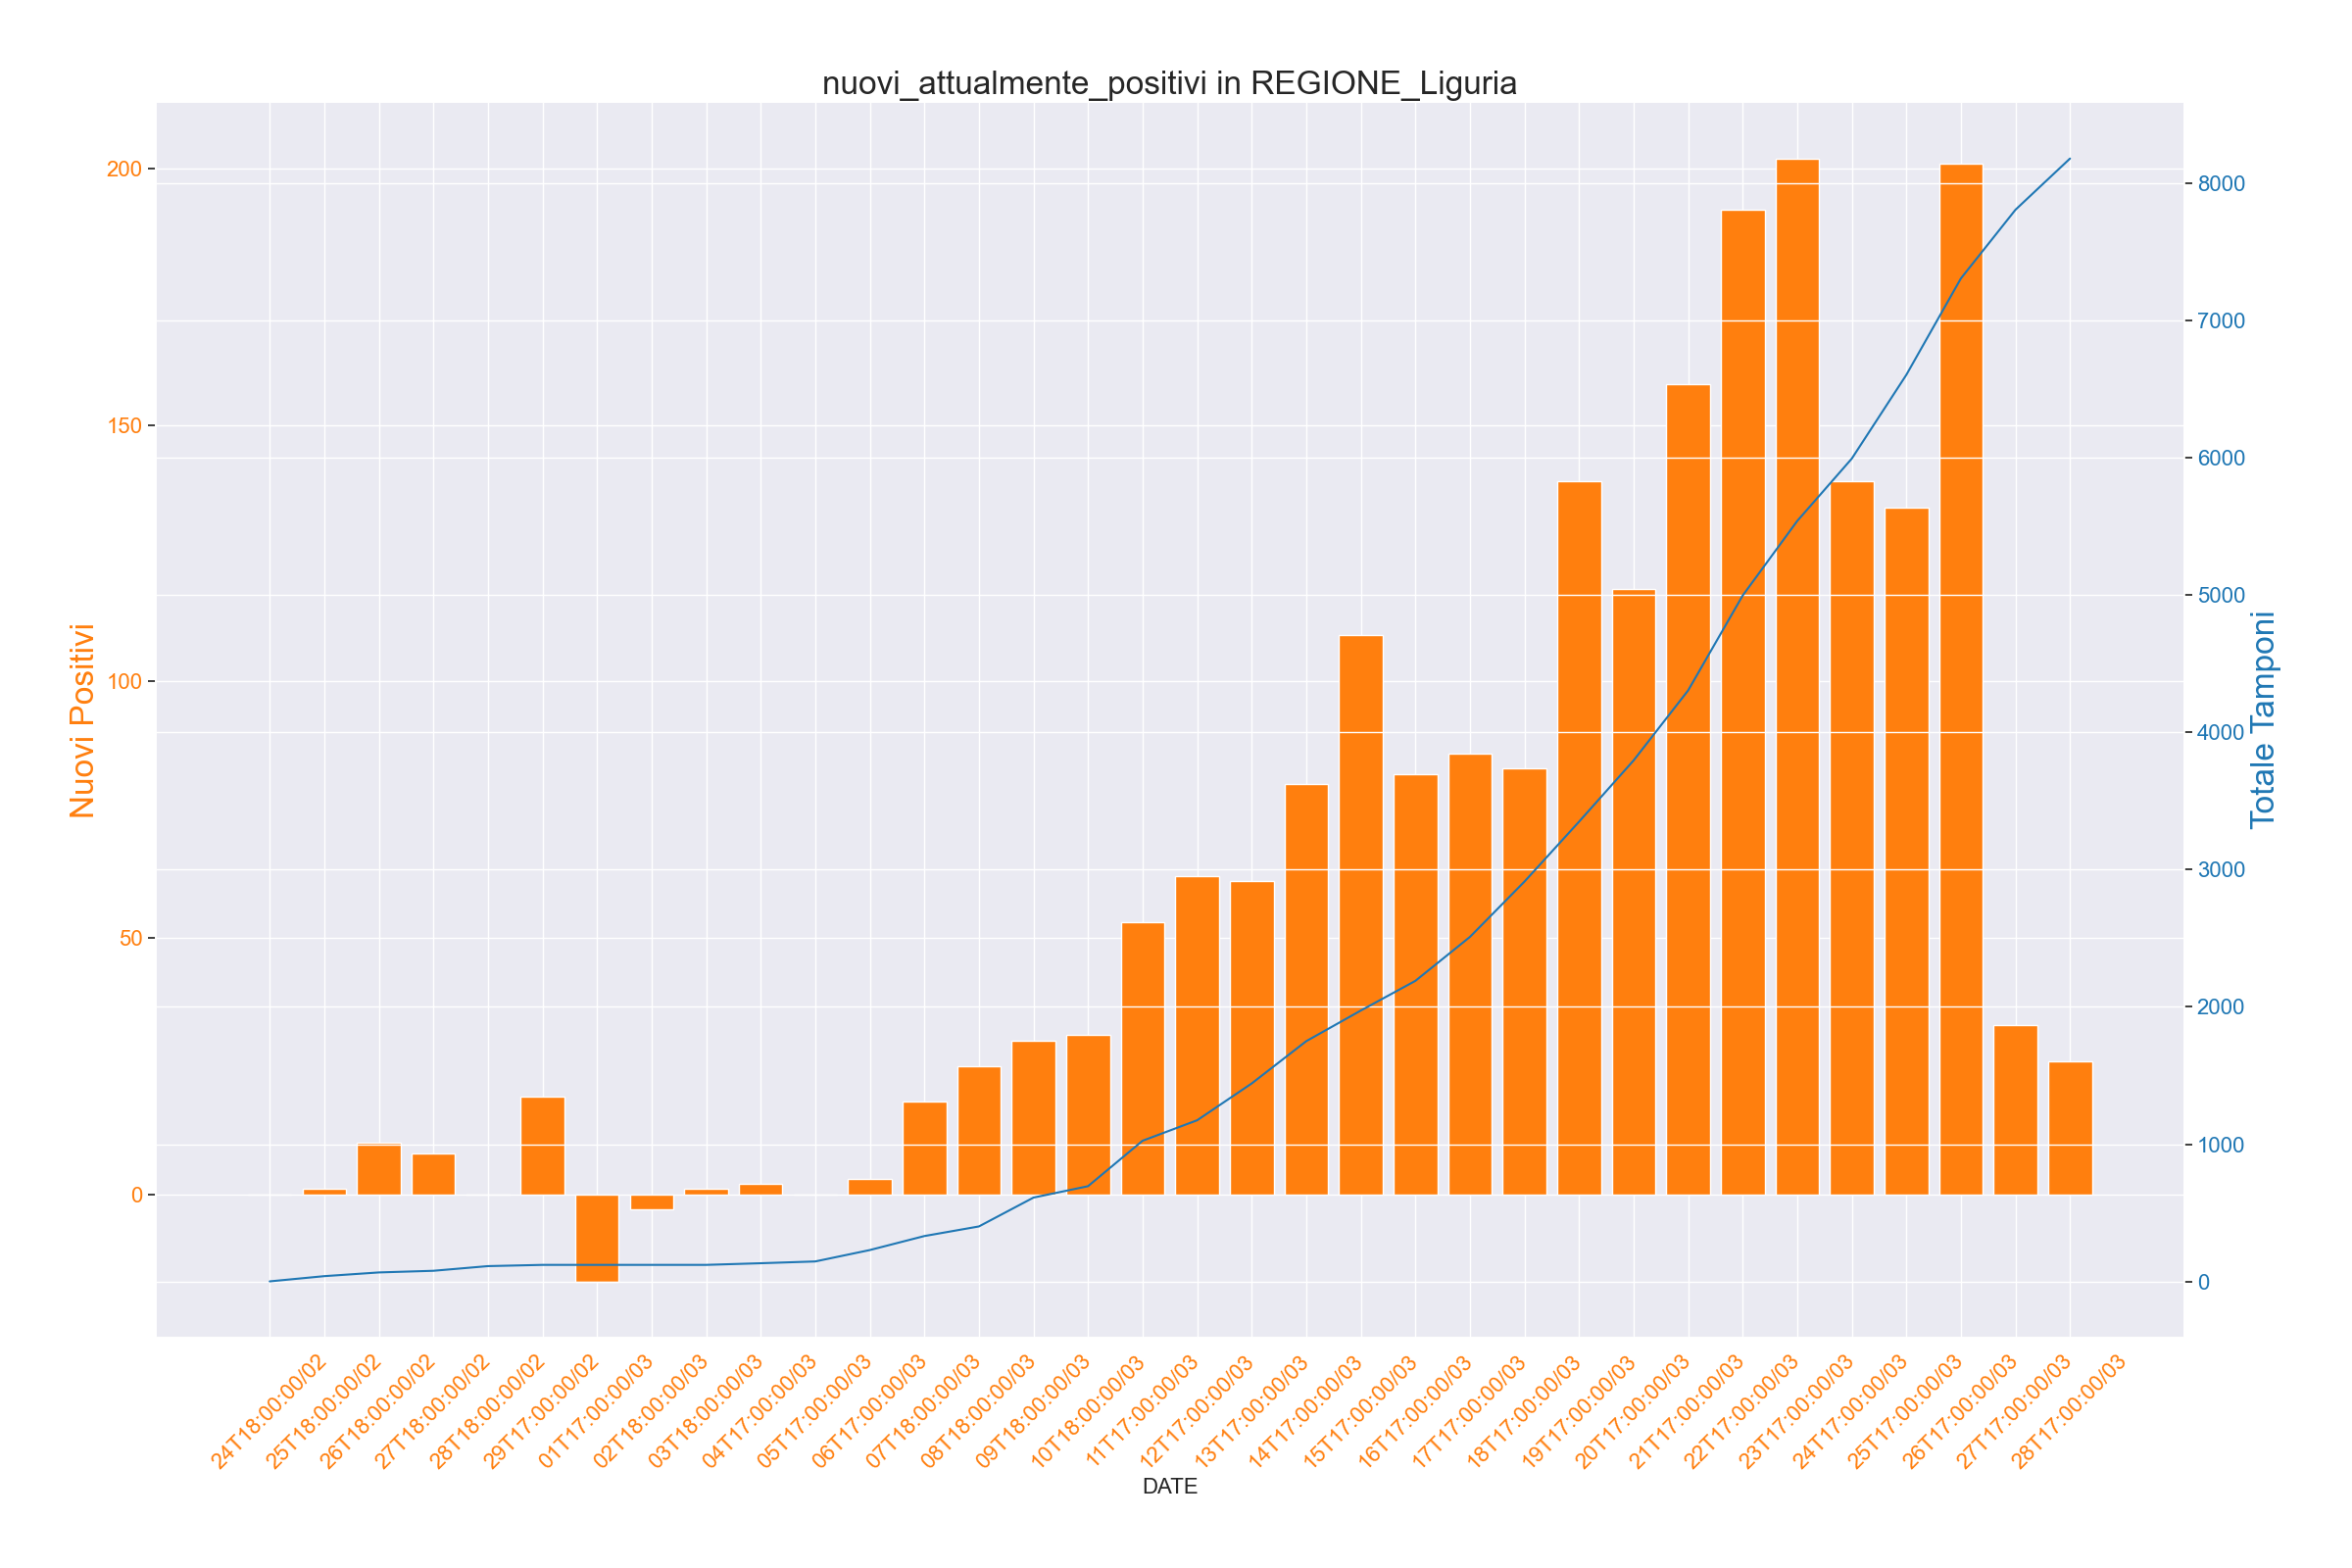 nuovi_attualmente_positivi in REGIONE_Liguria
Nuovi Positivi
200
150
100
50
0
Totale Tamponi
8000
7000
6000
5000
4000
3000
2000
1000
0
24T18:00:00/02
25T18:00:00/02
26T18:00:00/02
27T18:00:00/02
28T18:00:00/02
29T17:00:00/02
01T17:00:00/03
02T18:00:00/03
03T18:00:00/03
04T17:00:00/03
05T17:00:00/03
06T17:00:00/03
07T18:00:00/03
08T18:00:00/03
09T18:00:00/03
10T18:00:00/03
11T17:00:00/03
12T17:00:00/03
13T17:00:00/03
14T17:00:00/03
15T17:00:00/03
16T17:00:00/03
17T17:00:00/03
18T17:00:00/03
19T17:00:00/03
20T17:00:00/03
21T17:00:00/03
22T17:00:00/03
23T17:00:00/03
24T17:00:00/03
25T17:00:00/03
26T17:00:00/03
27T17:00:00/03
28T17:00:00/03
DATE